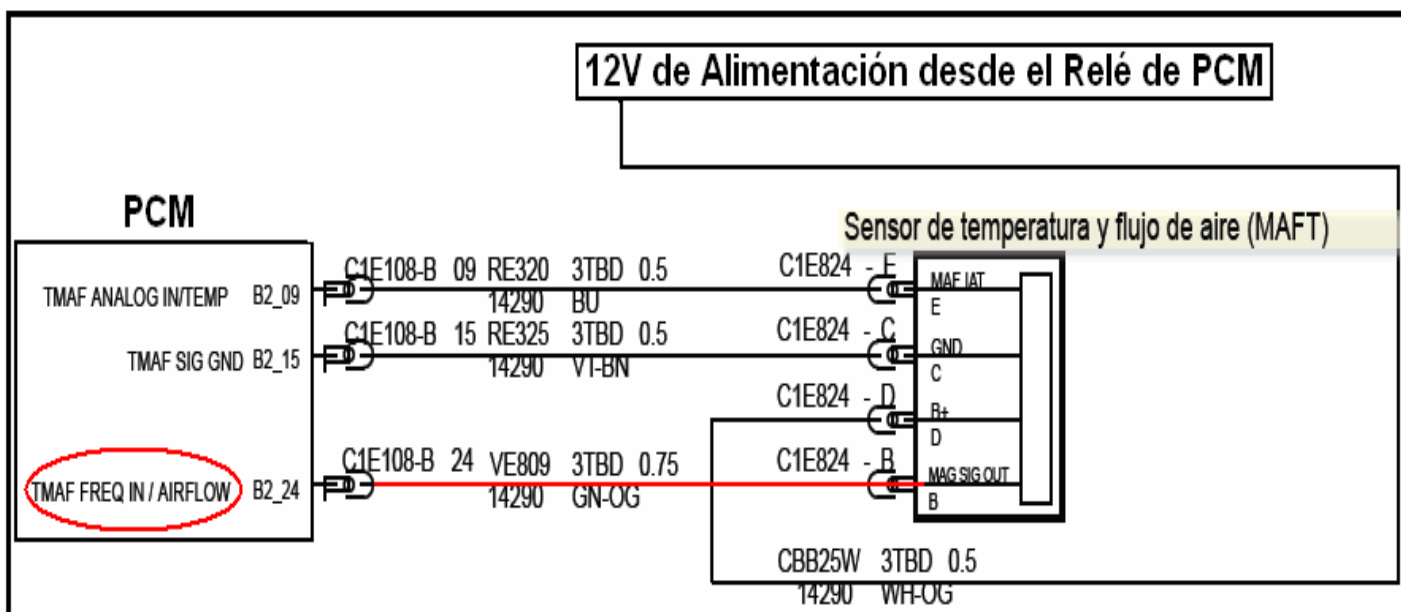 12V de Alimentación desde el Relé de PCM
PCM
Sensor de temperatura y flujo de aire (MAFT)
TMAF ANALOG IN/TEMP B2_09 C1E108-B 09 RE320 3TBD 0.5 C1E824 - E MAF IAT
14290 BU E
TMAF SIG GND B2_15 C1E108-B 15 RE325 3TBD 0.5 C1E824 - C GND
14290 VT-BN C
C1E824 - D B+
D
TMAF FREQ IN / AIRFLOW B2_24 C1E108-B 24 VE809 3TBD 0.75 C1E824 - B MAG SIG OUT
14290 GN-OG B
CBB25W 3TBD 0.5
14290 WH-OG